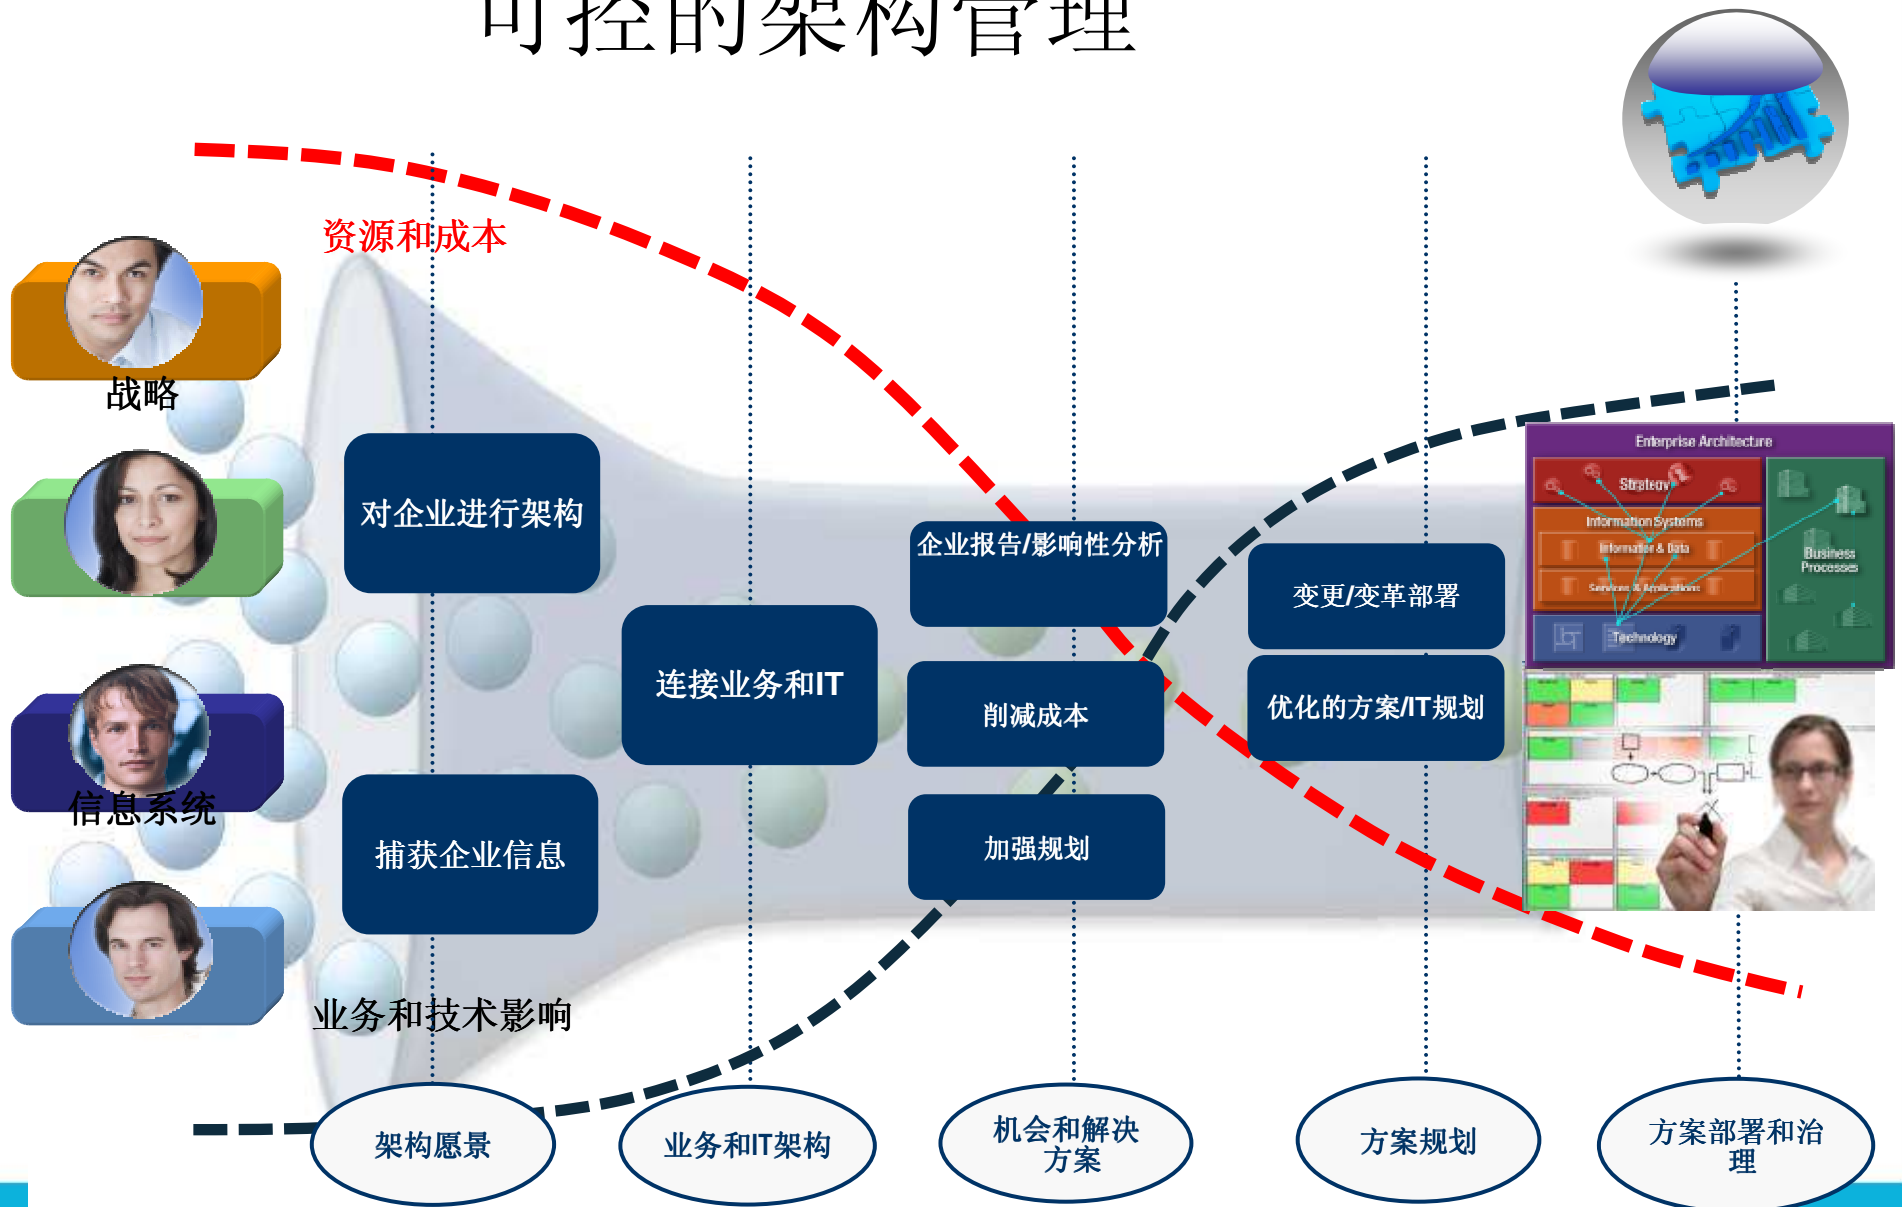 可控的架构管理
资源和成本
战略
信息系统
对企业进行架构
捕获企业信息
连接业务和IT
企业报告/影响性分析
削减成本
加强规划
变更/变革部署
优化的方案/IT规划
Enterprise Architecture
Strategy
Information Systems
Information & Data
Services & Applications
Technology
Business
Processes
业务和技术影响
架构愿景
业务和IT架构
机会和解决
方案
方案规划
方案部署和治
理